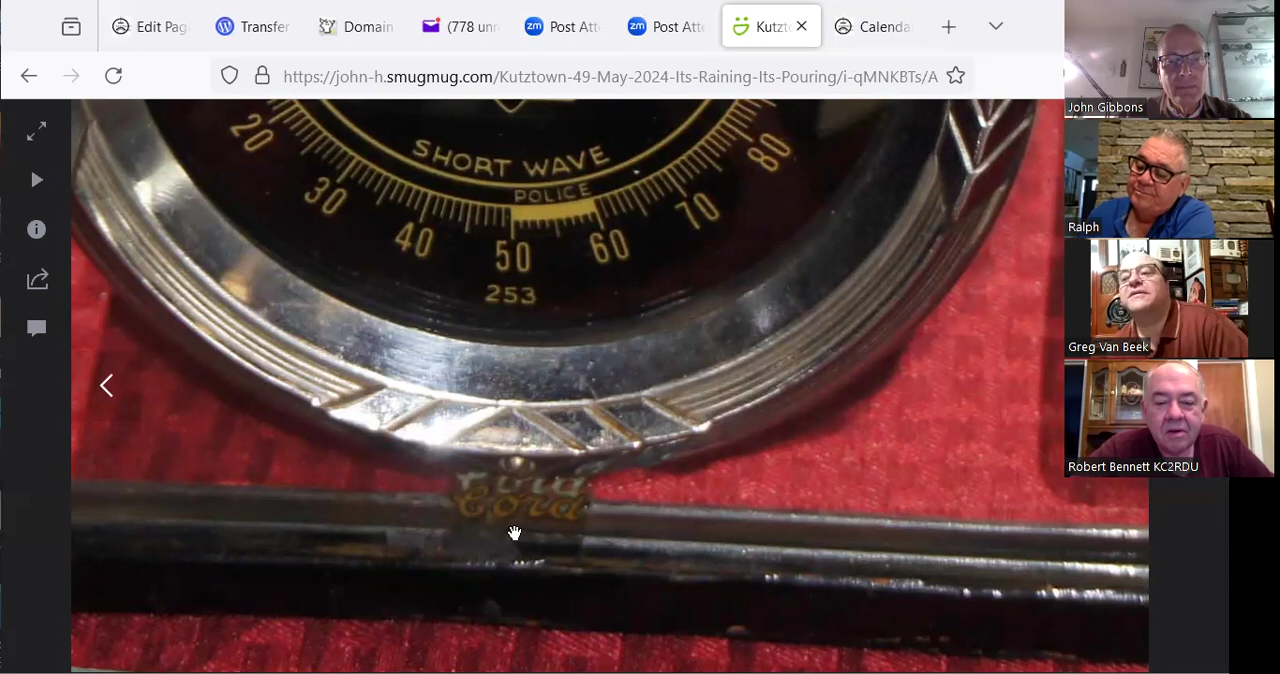 Edit Pag
Transfer
Domain
(778 unr
Post Atte
Post Atte
Kutzt
Calenda
https://john-h.smugmug.com/Kutztown-49-May-2024-Its-Raining-Its-Pouring/i-qMNKBTs/A
20
30
40
50
60
70
80
SHORT WAVE
POLICE
253
John Gibbons
Ralph
Greg Van Beek
Robert Bennett KC2RDU